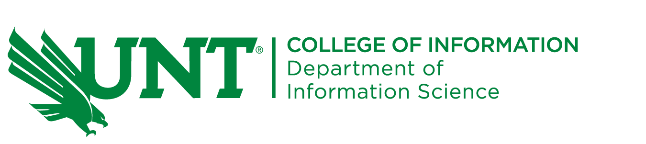 UNT® COLLEGE OF INFORMATION
Department of
Information Science